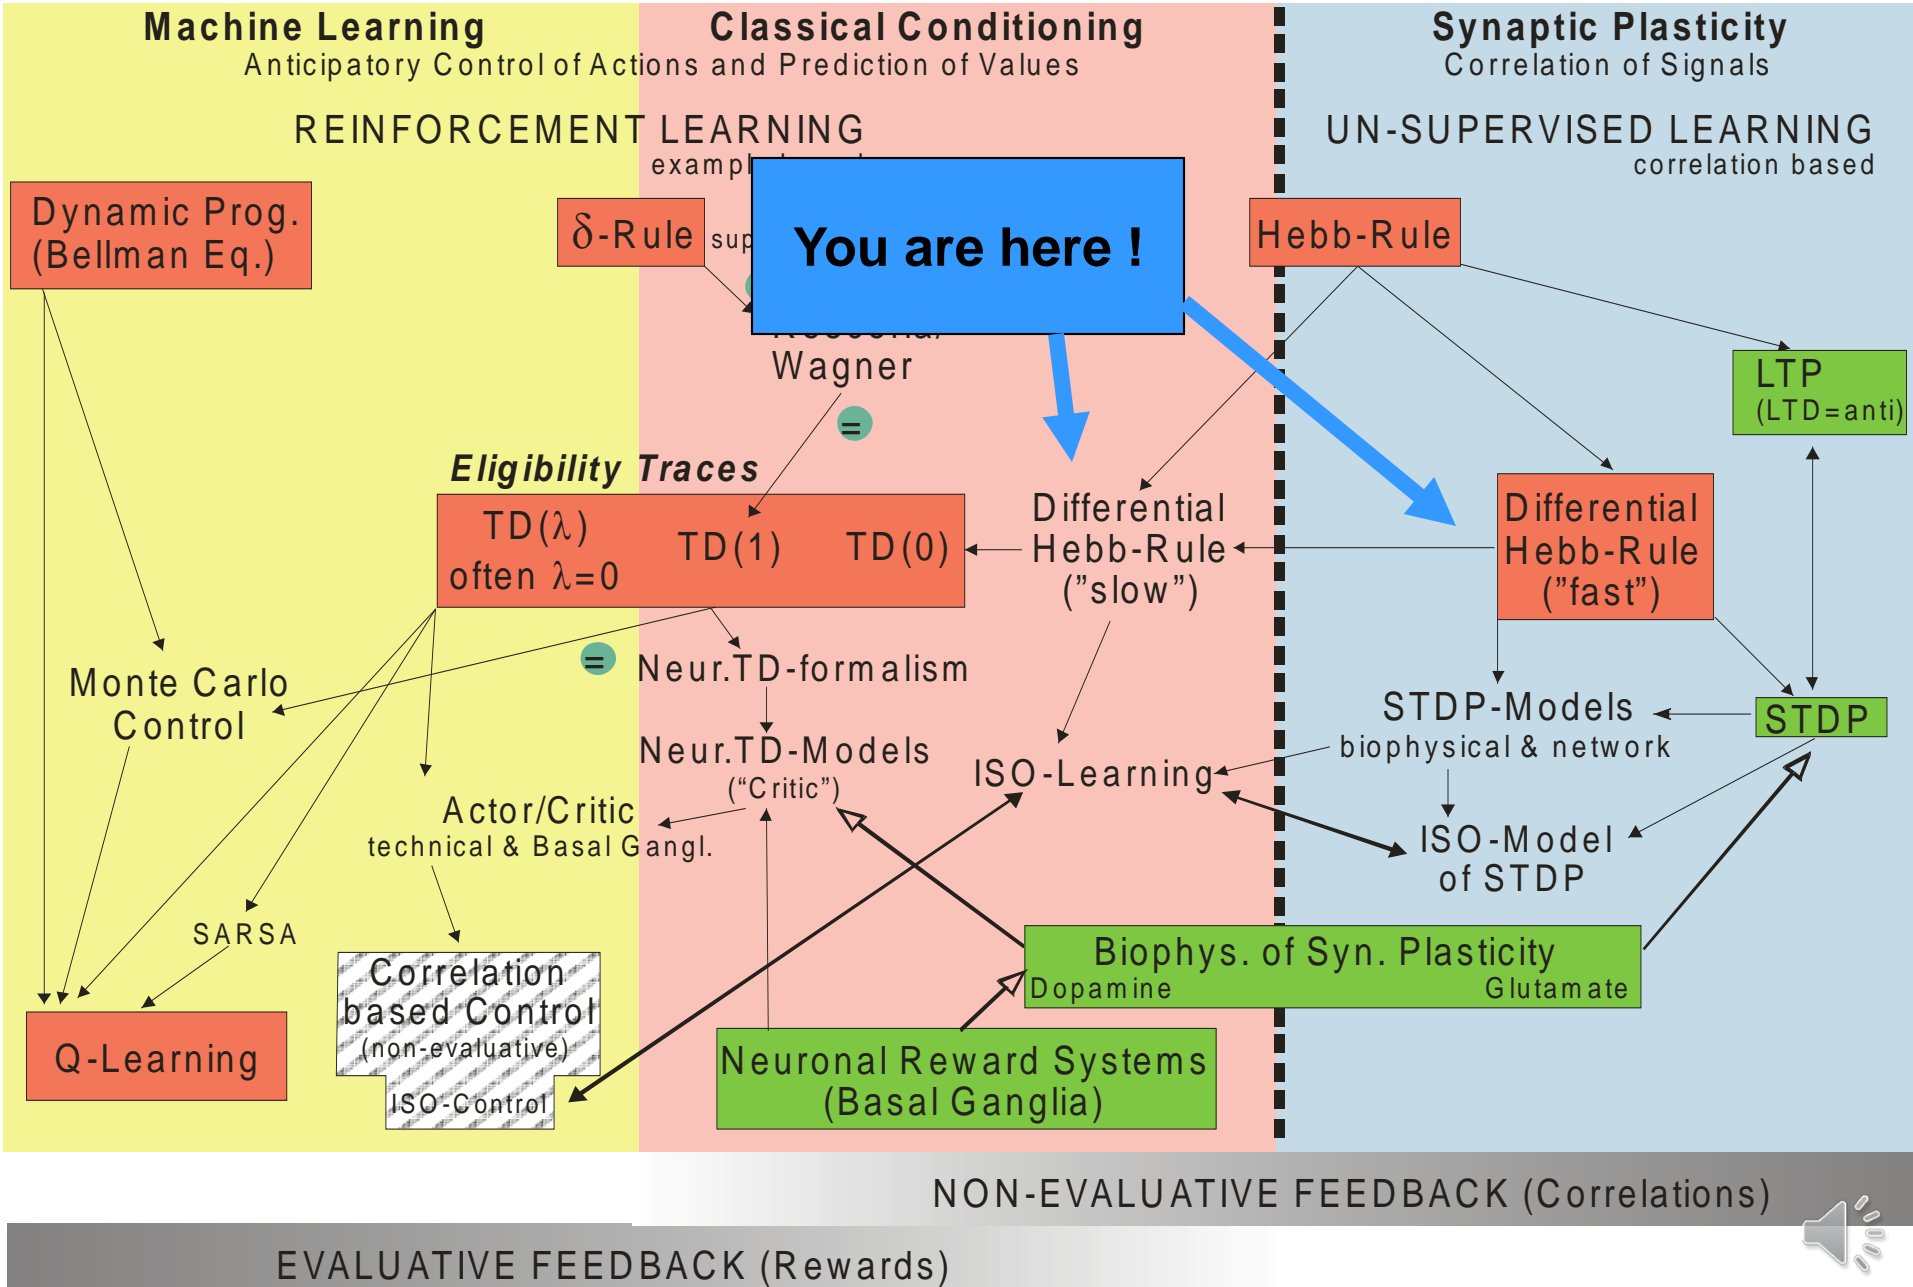 Machine Learning
Classical Conditioning
Synaptic Plasticity
Anticipatory Control of Actions and Prediction of Values
Correlation of Signals
REINFORCEMENT LEARNING
UN-SUPERVISED LEARNING
correlation based
Dynamic Prog.
(Bellman Eq.)
δ-Rule
You are here !
Hebb-Rule
Wagner
=
LTP
(LTD=anti)
Eligibility Traces
TD(λ)
often λ=0
TD(1)
TD(0)
Differential
Hebb-Rule
("slow")
Differential
Hebb-Rule
("fast")
=
Monte Carlo
Control
Neur.TD-formalism
STDP-Models
biophysical & network
STDP
Neur.TD-Models
("Critic")
ISO-Learning
Actor/Critic
technical & Basal Gangl.
ISO-Model
of STDP
SARSA
Correlation
based Control
(non-evaluative)
ISO-Control
Biophys. of Syn. Plasticity
Dopamine
Glutamate
Q-Learning
Neuronal Reward Systems
(Basal Ganglia)
NON-EVALUATIVE FEEDBACK (Correlations)
EVALUATIVE FEEDBACK (Rewards)